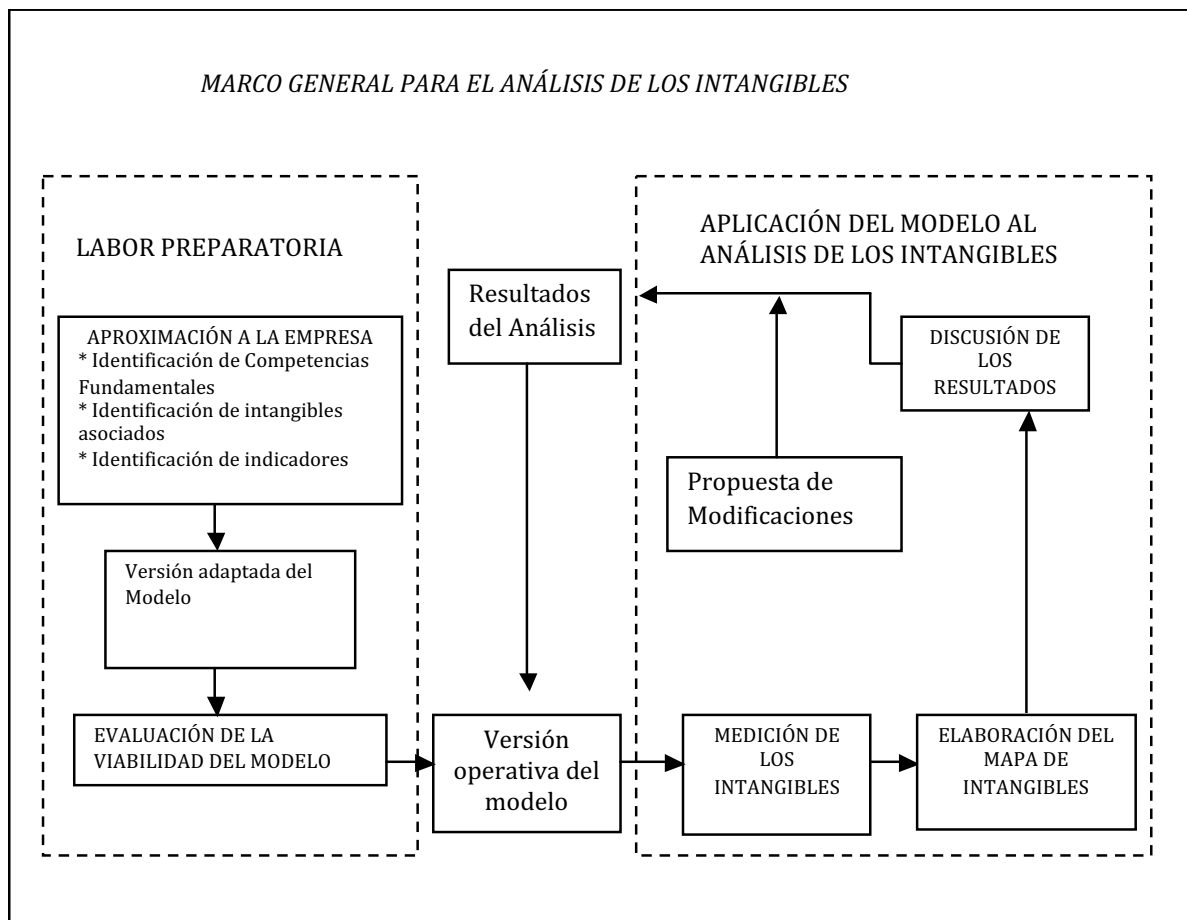 MARCO GENERAL PARA EL ANÁLISIS DE LOS INTANGIBLES
LABOR PREPARATORIA
APROXIMACIÓN A LA EMPRESA
* Identificación de Competencias
Fundamentales
* Identificación de intangibles
asociados
* Identificación de indicadores
Versión adaptada del
Modelo
EVALUACIÓN DE LA
VIABILIDAD DEL MODELO
Resultados
del Análisis
Versión
operativa del
modelo
APLICACIÓN DEL MODELO AL
ANÁLISIS DE LOS INTANGIBLES
DISCUSIÓN DE
LOS
RESULTADOS
Propuesta de
Modificaciones
MEDICIÓN DE
LOS
INTANGIBLES
ELABORACIÓN DEL
MAPA DE
INTANGIBLES